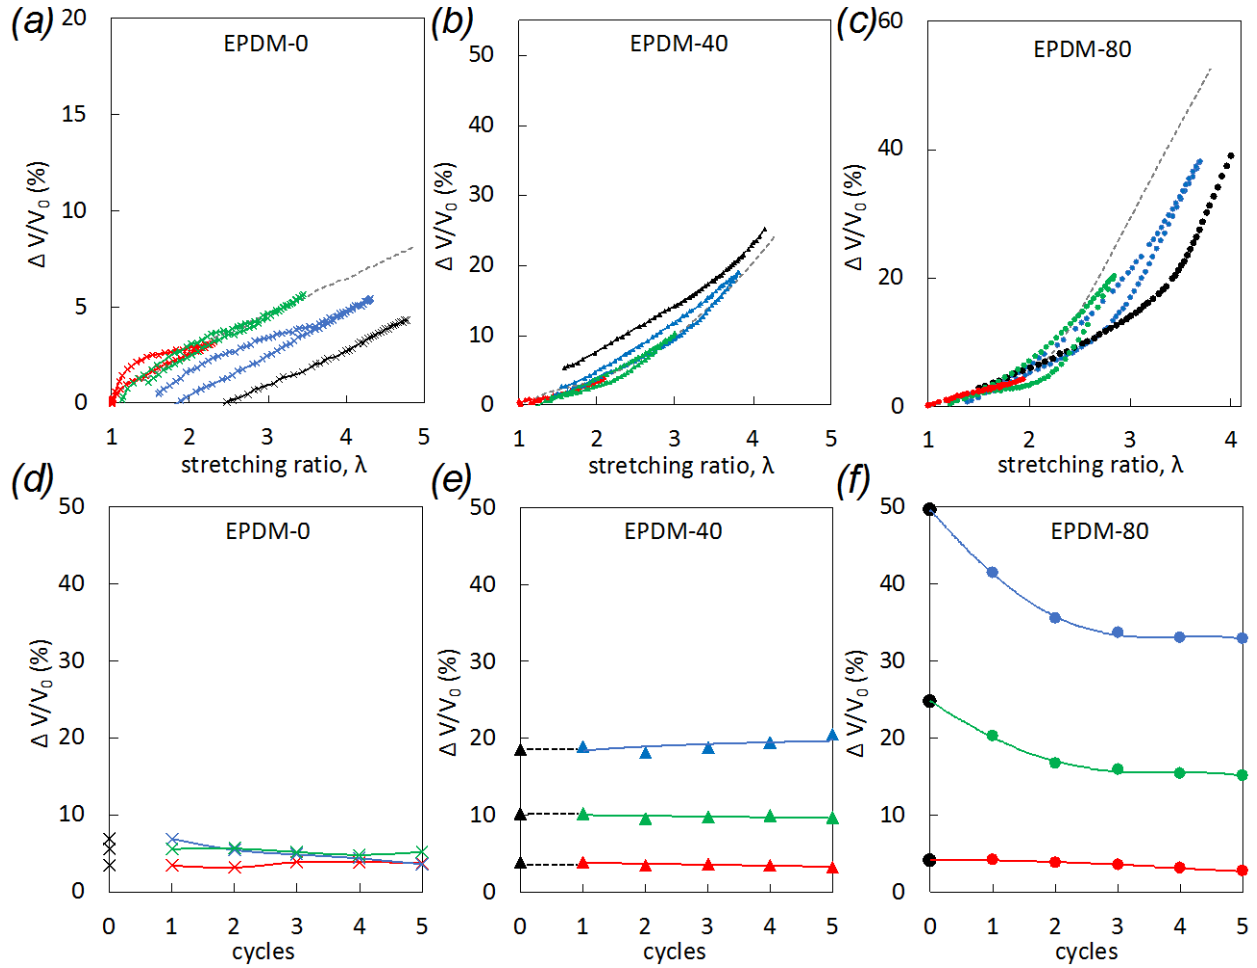 (a)
EPDM-0
20
15
10
5
0
Δ V/V0 (%)
1 2 3 4 5
stretching ratio, λ
(b)
EPDM-40
50
40
30
20
10
0
Δ V/V0 (%)
1 2 3 4 5
stretching ratio, λ
(c)
EPDM-80
60
40
20
0
Δ V/V0 (%)
1 2 3 4
stretching ratio, λ
(d)
EPDM-0
50
40
30
20
10
0
Δ V/V0 (%)
0 1 2 3 4 5
cycles
(e)
EPDM-40
50
40
30
20
10
0
Δ V/V0 (%)
0 1 2 3 4 5
cycles
(f)
EPDM-80
50
40
30
20
10
0
Δ V/V0 (%)
0 1 2 3 4 5
cycles